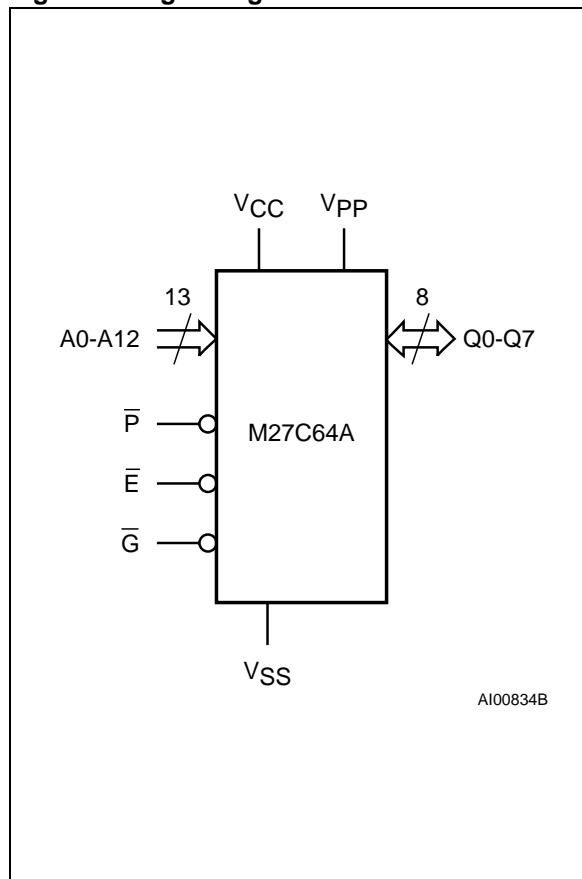 VCC VPP
13 8
A0-A12 Q0-Q7
P̅
M27C64A
E̅
G̅
VSS
AI00834B